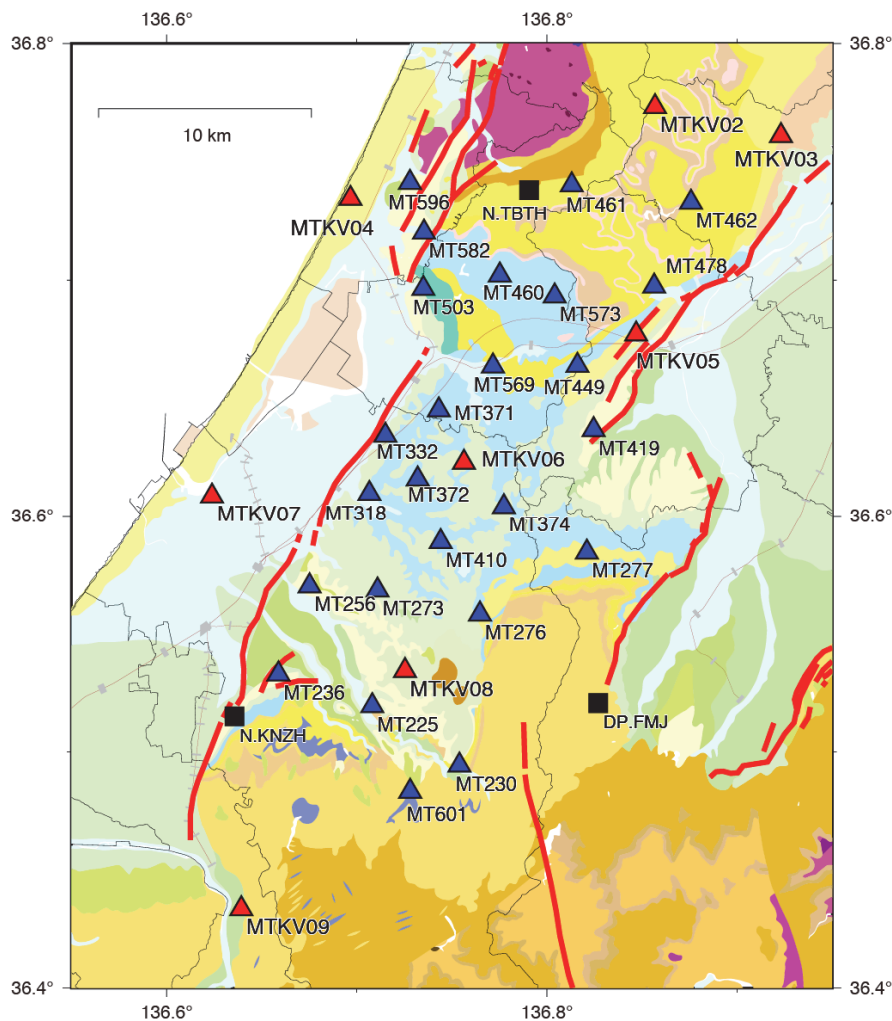 136.6° 136.8°
36.8° 36.8°
10 km
MTKV02
MTKV03
MT596
N.TBTH
MT461
MT462
MTKV04
MT582
MT478
MT460
MT503
MT573
MTKV05
MT569
MT449
MT371
MT419
MT332
MTKV06
MT372
MTKV07
MT318
MT374
36.6° 36.6°
MT410
MT277
MT256
MT273
MT276
MT236
MTKV08
MT225
N.KNZH
DP.FMJ
MT230
MT601
MTKV09
36.4° 36.4°
136.6° 136.8°